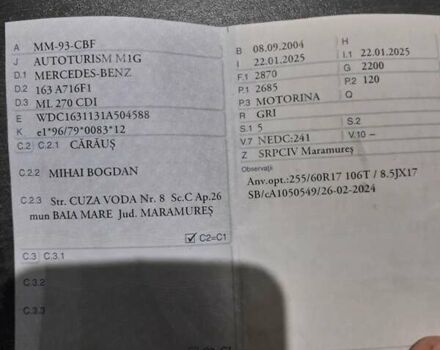 A MM-93-CBF
J AUTOTURISM M1G
D.1 MERCEDES-BENZ
D.2 163 A716F1
D.3 ML 270 CDI
E WDC1631131A504588
K e1*96/79*0083*12
C.2 C.2.1 CĂRĂUȘ
C.2.2 MIHAI BOGDAN
C.2.3 Str. CUZA VODA Nr. 8 Sc.C Ap.26
mun BAIA MARE Jud. MARAMUREȘ
C2=C1
C.3 C.3.1
C.3.2
C.3.3
B 08.09.2004 H
I 22.01.2025 I.1 22.01.2025
F.1 2870 G 2200
P.1 2685 P.2 120
P.3 MOTORINA Q
R GRI
S.1 5 S.2
V.7 NEDC:241 V.10 –
Z SRPCIV Maramureș
Observații
Anv.opt.:255/60R17 106T / 8.5JX17
SB/cA1050549/26-02-2024